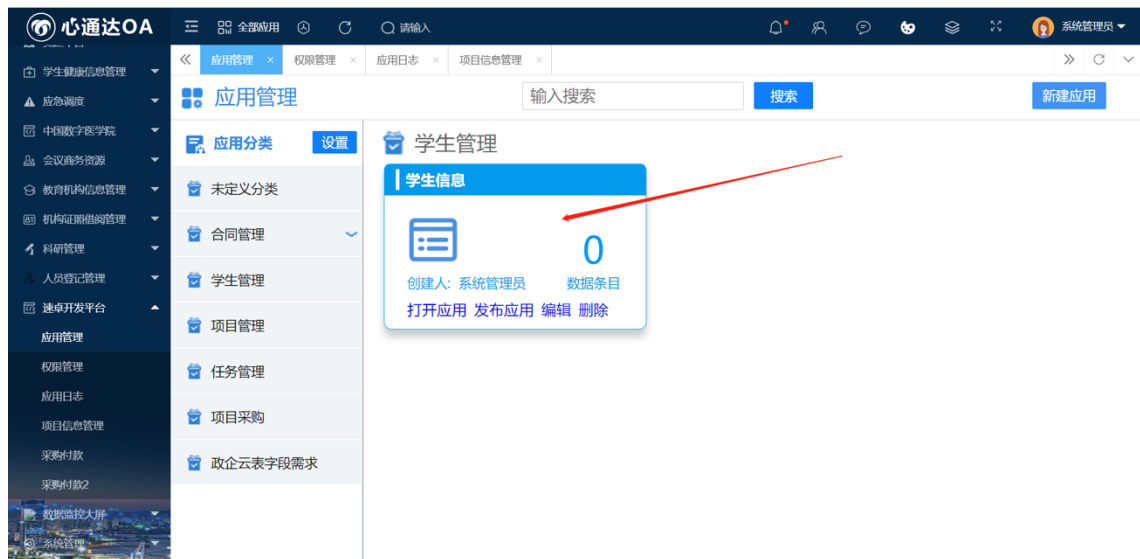 心通达OA
全部应用
请输入
系统管理员
学生健康信息管理
应急调度
中国数字医学院
会议商务资源
教育机构信息管理
机构证照借阅管理
科研管理
人员登记管理
速卓开发平台
应用管理
权限管理
应用日志
项目信息管理
采购付款
采购付款2
数据监控大屏
系统管理
应用管理
权限管理
应用日志
项目信息管理
应用管理
输入搜索
搜索
新建应用
应用分类
设置
未定义分类
合同管理
学生管理
项目管理
任务管理
项目采购
政企云表字段需求
学生管理
学生信息
0
创建人: 系统管理员
数据条目
打开应用 发布应用 编辑 删除